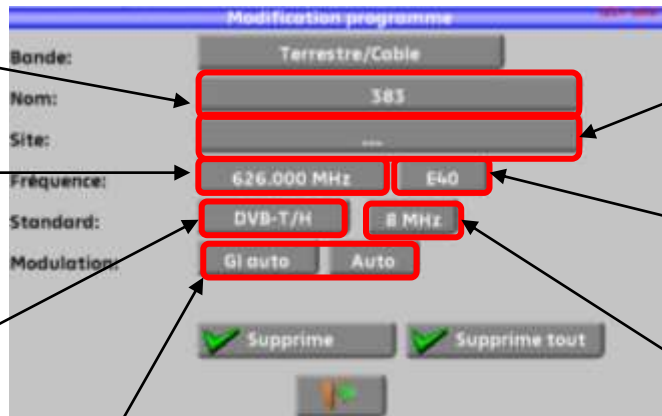 Modification programme
Bande: Terrestre/Cable
Nom: 383
Site: ---
Fréquence: 626.000 MHz E40
Standard: DVB-T/H 8 MHz
Modulation: GI auto Auto
Supprime Supprime tout